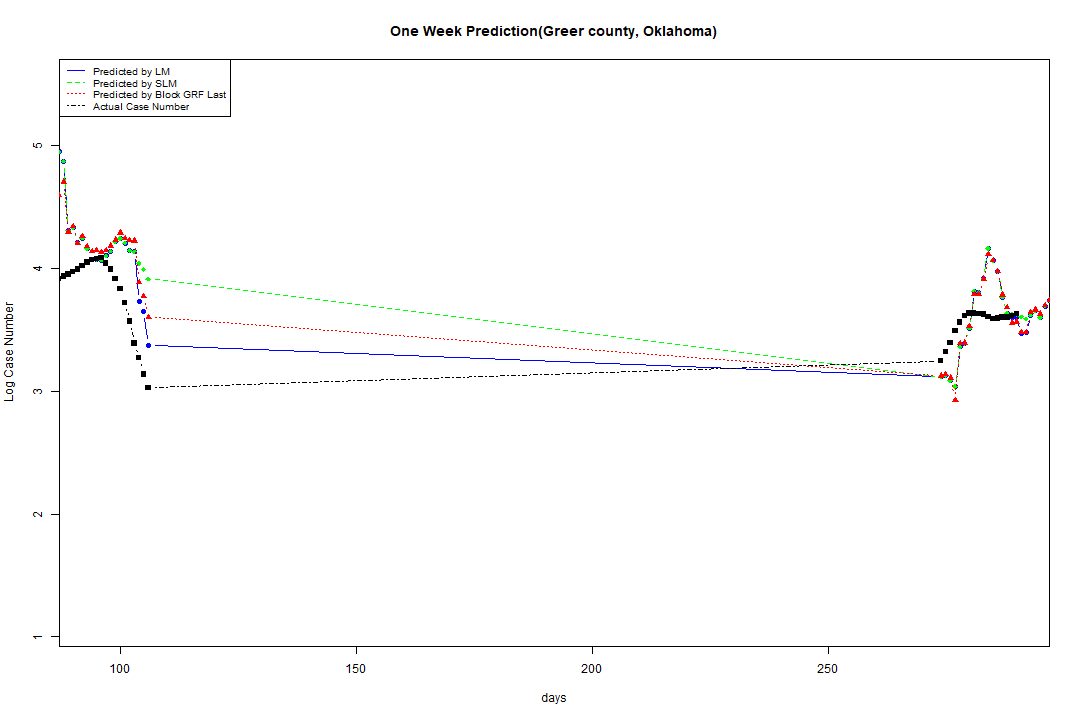 One Week Prediction(Greer county, Oklahoma)
Predicted by LM
Predicted by SLM
Predicted by Block GRF Last
Actual Case Number
Log Case Number
5
4
3
2
1
100 150 200 250
days